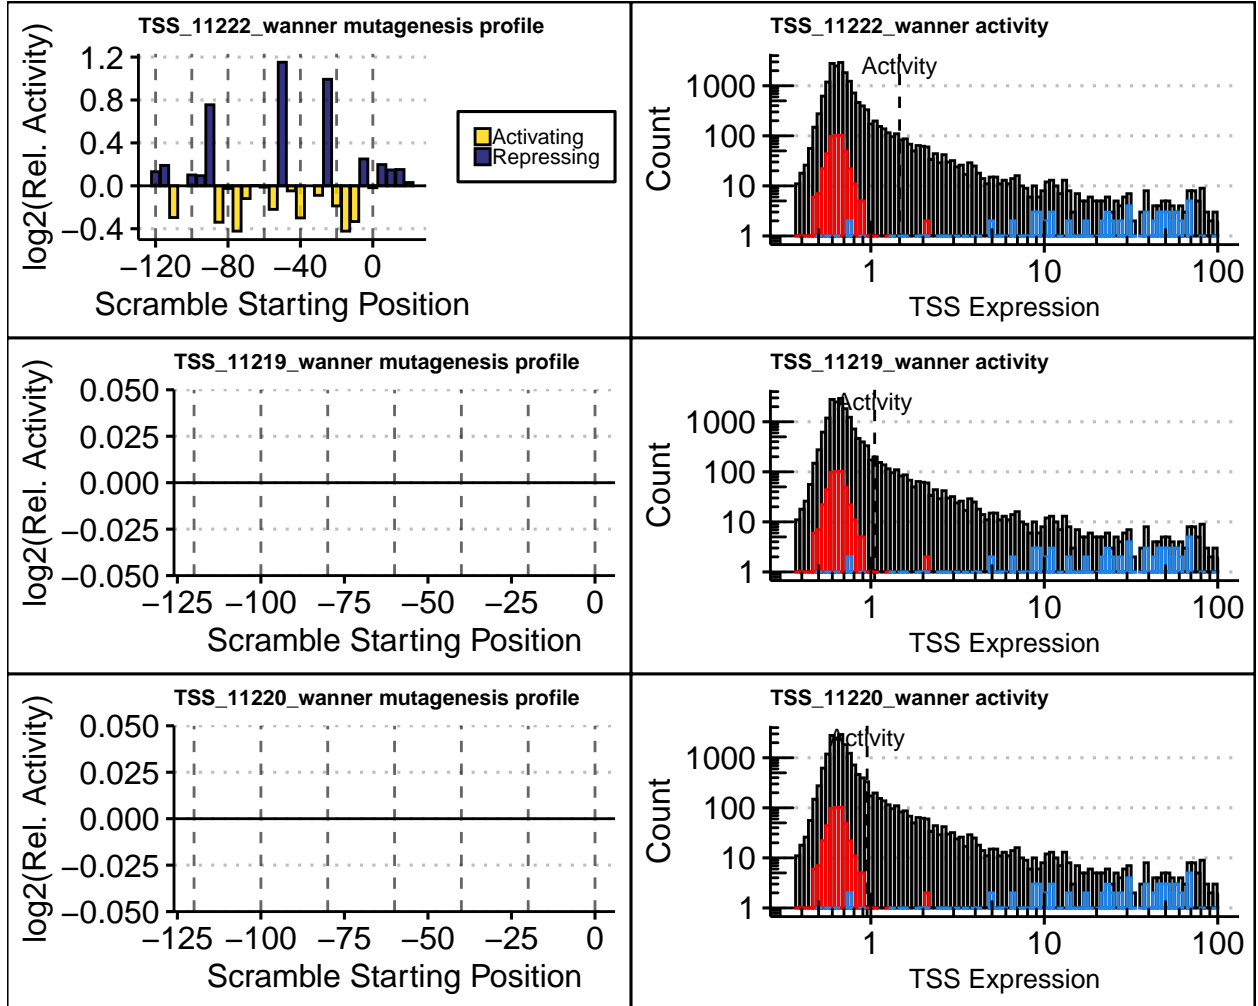 TSS_11222_wanner mutagenesis profile
log2(Rel. Activity)
1.2
0.8
0.4
0.0
−0.4
−120 −80 −40 0
Scramble Starting Position
Activating
Repressing
TSS_11222_wanner activity
Activity
Count
1000
100
10
1
1 10 100
TSS Expression
TSS_11219_wanner mutagenesis profile
log2(Rel. Activity)
0.050
0.025
0.000
−0.025
−0.050
−125 −100 −75 −50 −25 0
Scramble Starting Position
TSS_11219_wanner activity
Activity
Count
1000
100
10
1
1 10 100
TSS Expression
TSS_11220_wanner mutagenesis profile
log2(Rel. Activity)
0.050
0.025
0.000
−0.025
−0.050
−125 −100 −75 −50 −25 0
Scramble Starting Position
TSS_11220_wanner activity
Activity
Count
1000
100
10
1
1 10 100
TSS Expression